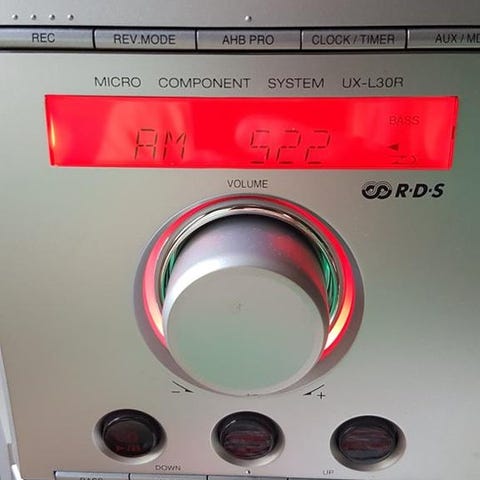 REC REV.MODE AHB PRO CLOCK / TIMER AUX / MD
MICRO COMPONENT SYSTEM UX-L30R
BASS
AM 522
VOLUME
R·D·S
- +
DOWN UP
BASS